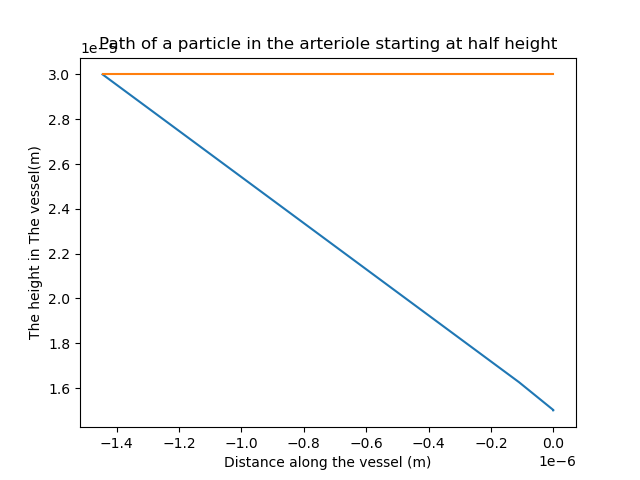 Path of a particle in the arteriole starting at half height
3.0
2.8
2.6
2.4
2.2
2.0
1.8
1.6
The height in The vessel(m)
−1.4 −1.2 −1.0 −0.8 −0.6 −0.4 −0.2 0.0
1e−6
Distance along the vessel (m)